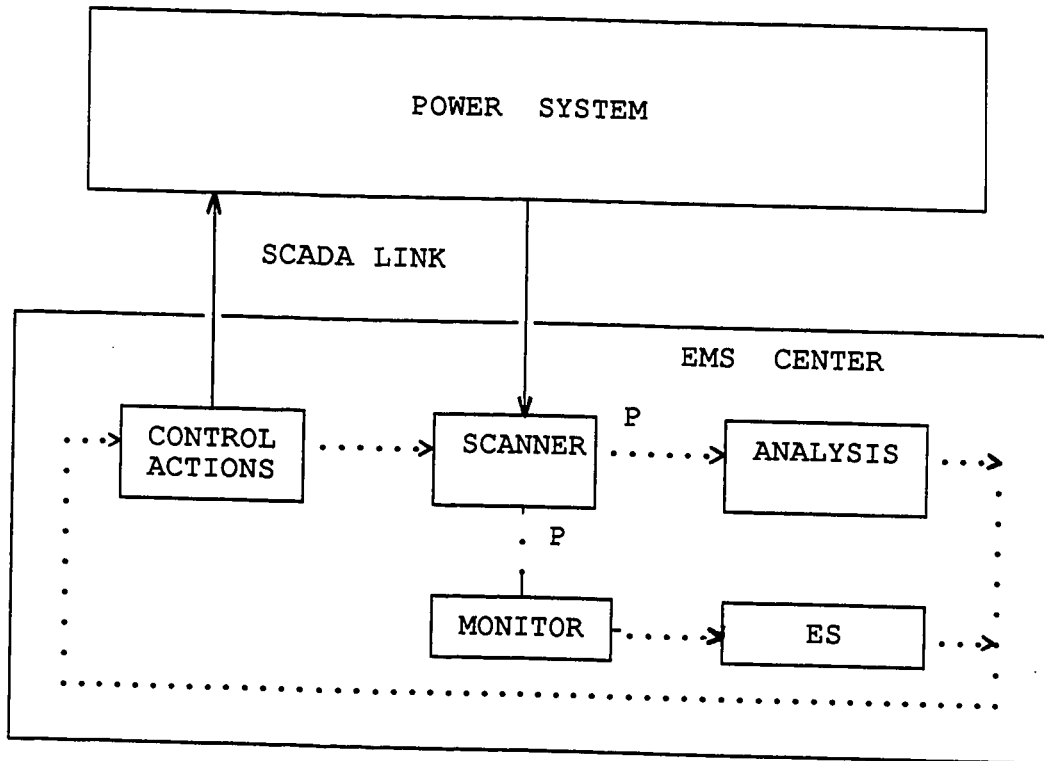 POWER SYSTEM
SCADA LINK
EMS CENTER
CONTROL
ACTIONS
SCANNER
P
ANALYSIS
P
MONITOR
ES